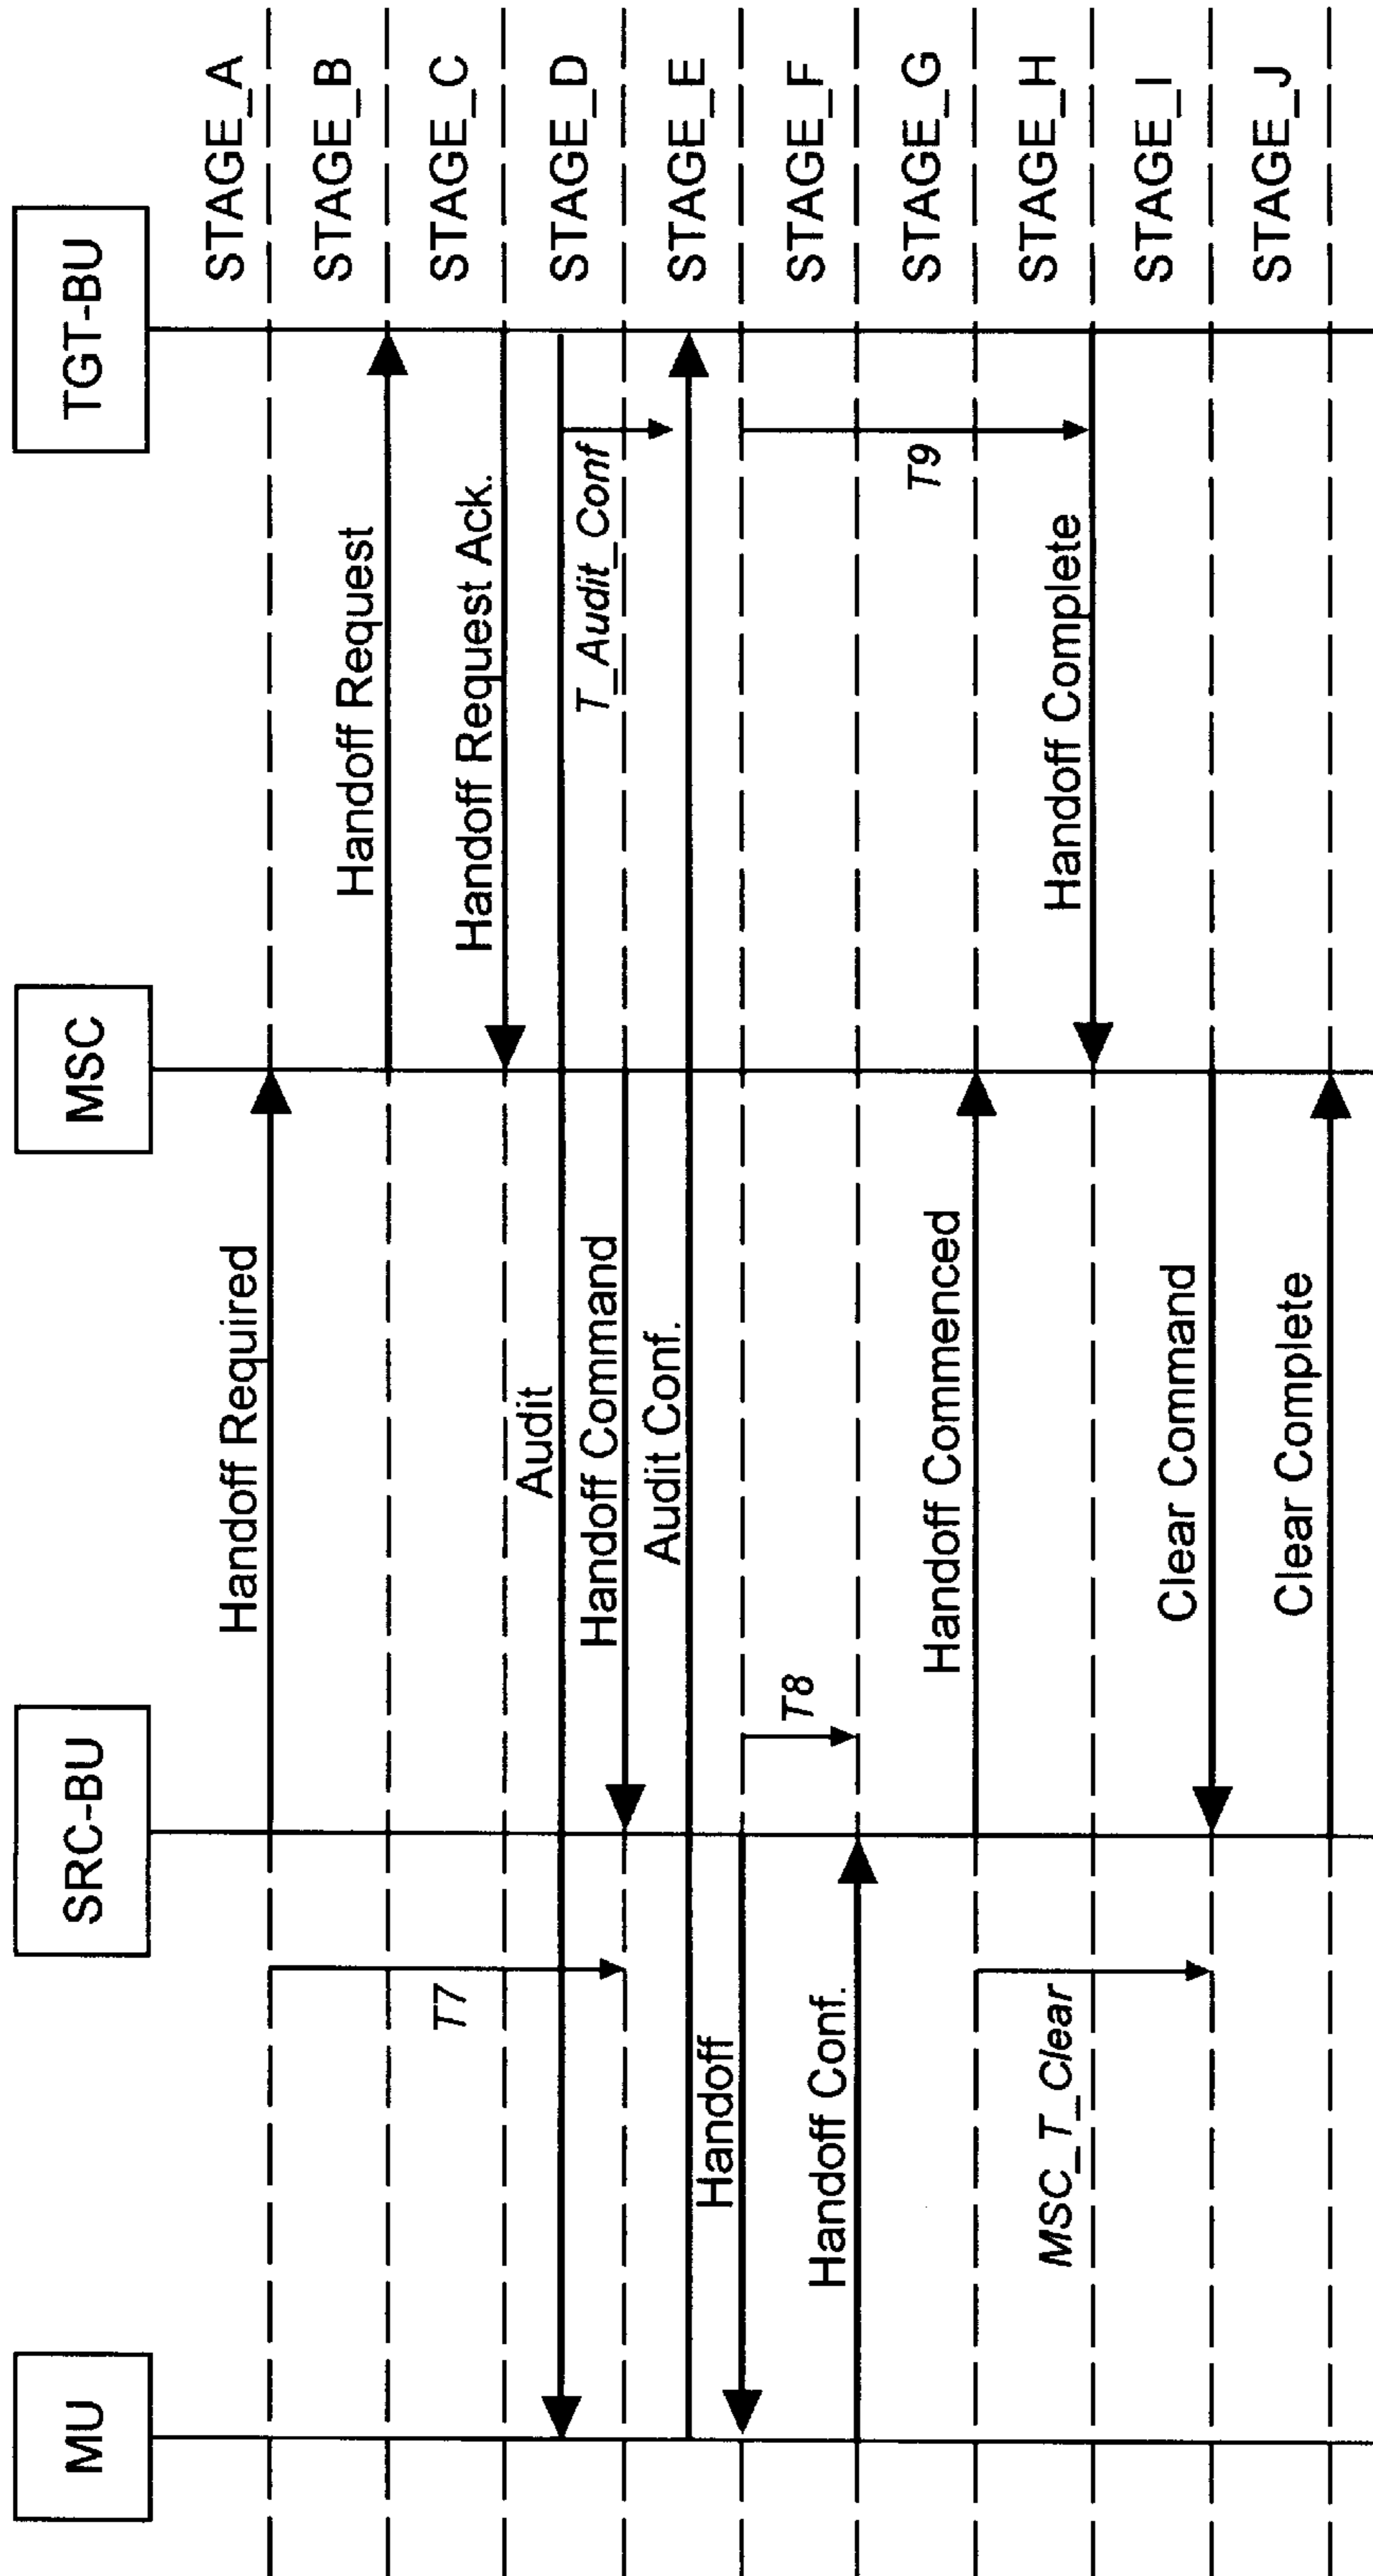 MU
SRC-BU
MSC
TGT-BU
Handoff Required
STAGE_A
Handoff Request
STAGE_B
T7
Handoff Request Ack.
STAGE_C
Audit
STAGE_D
Handoff Command
T_Audit_Conf
Audit Conf.
STAGE_E
Handoff
T8
STAGE_F
Handoff Conf.
Handoff Commenced
T9
STAGE_G
MSC_T_Clear
Handoff Complete
STAGE_H
Clear Command
STAGE_I
Clear Complete
STAGE_J